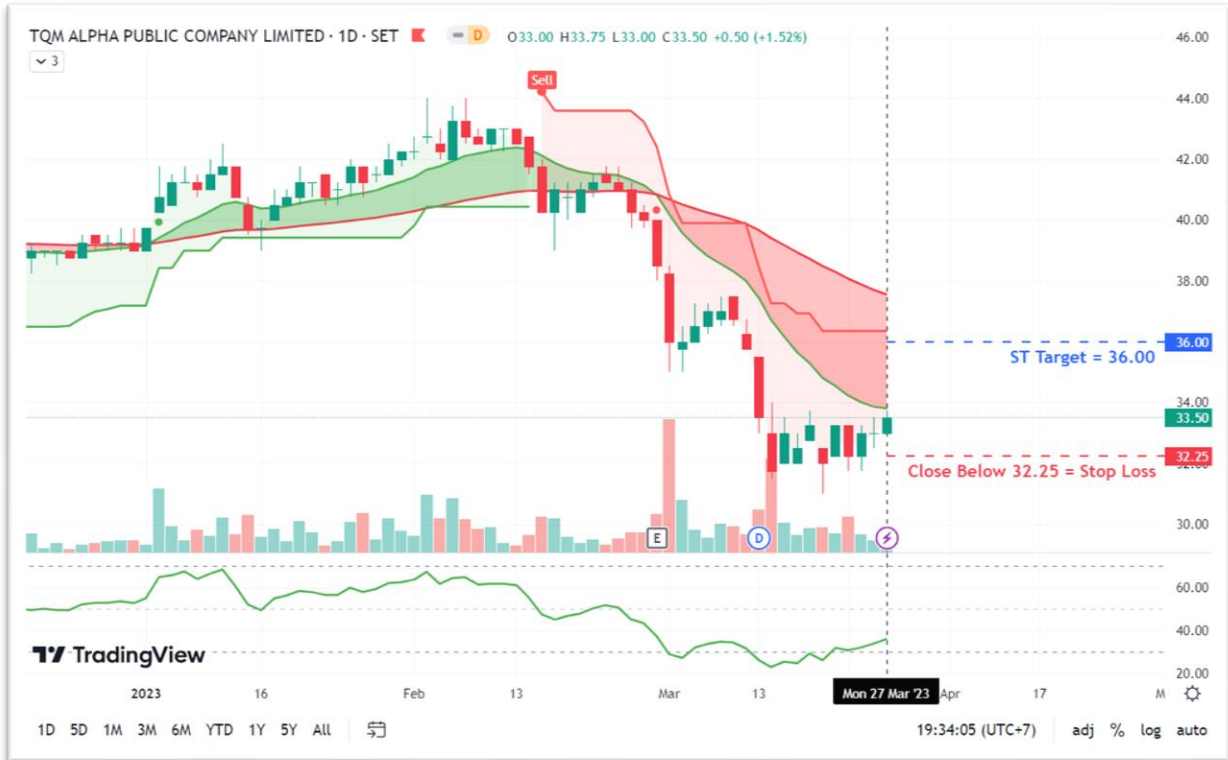 TQM ALPHA PUBLIC COMPANY LIMITED · 1D · SET D O33.00 H33.75 L33.00 C33.50 +0.50 (+1.52%)
3
46.00
Sell
44.00
42.00
40.00
38.00
36.00
ST Target = 36.00
34.00
33.50
32.25
32.00
Close Below 32.25 = Stop Loss
30.00
E D
60.00
40.00
TradingView
20.00
2023 16 Feb 13 Mar 13 Mon 27 Mar '23 Apr 17 M
1D 5D 1M 3M 6M YTD 1Y 5Y All 19:34:05 (UTC+7) adj % log auto